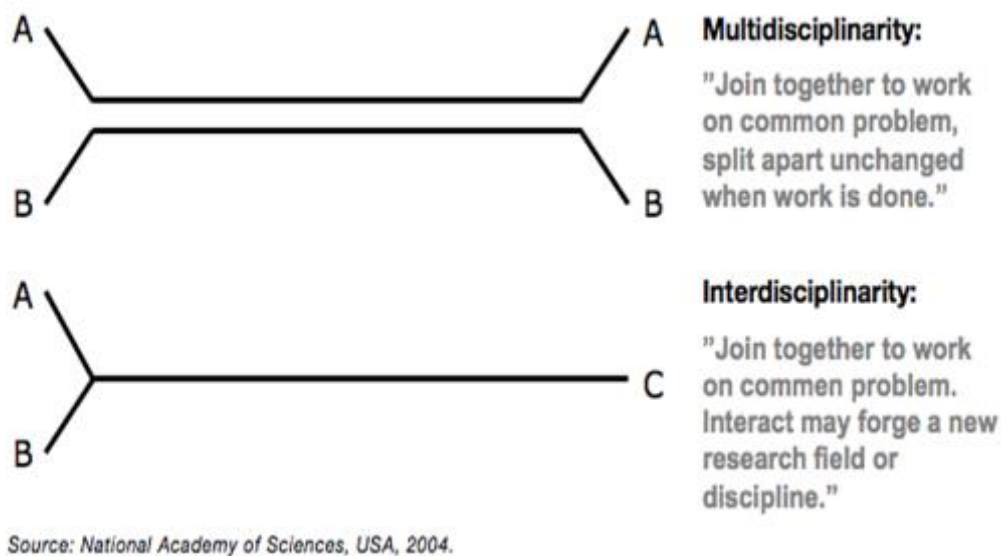 A
A
B
B
Multidisciplinarity:
”Join together to work
on common problem,
split apart unchanged
when work is done.”
A
B
C
Interdisciplinarity:
”Join together to work
on commen problem.
Interact may forge a new
research field or
discipline.”
Source: National Academy of Sciences, USA, 2004.